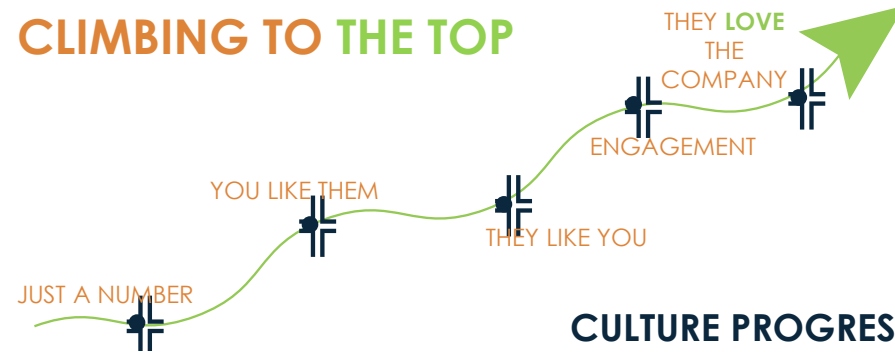 CLIMBING TO THE TOP
THEY LOVE
THE
COMPANY
ENGAGEMENT
YOU LIKE THEM
THEY LIKE YOU
JUST A NUMBER
CULTURE PROGRES